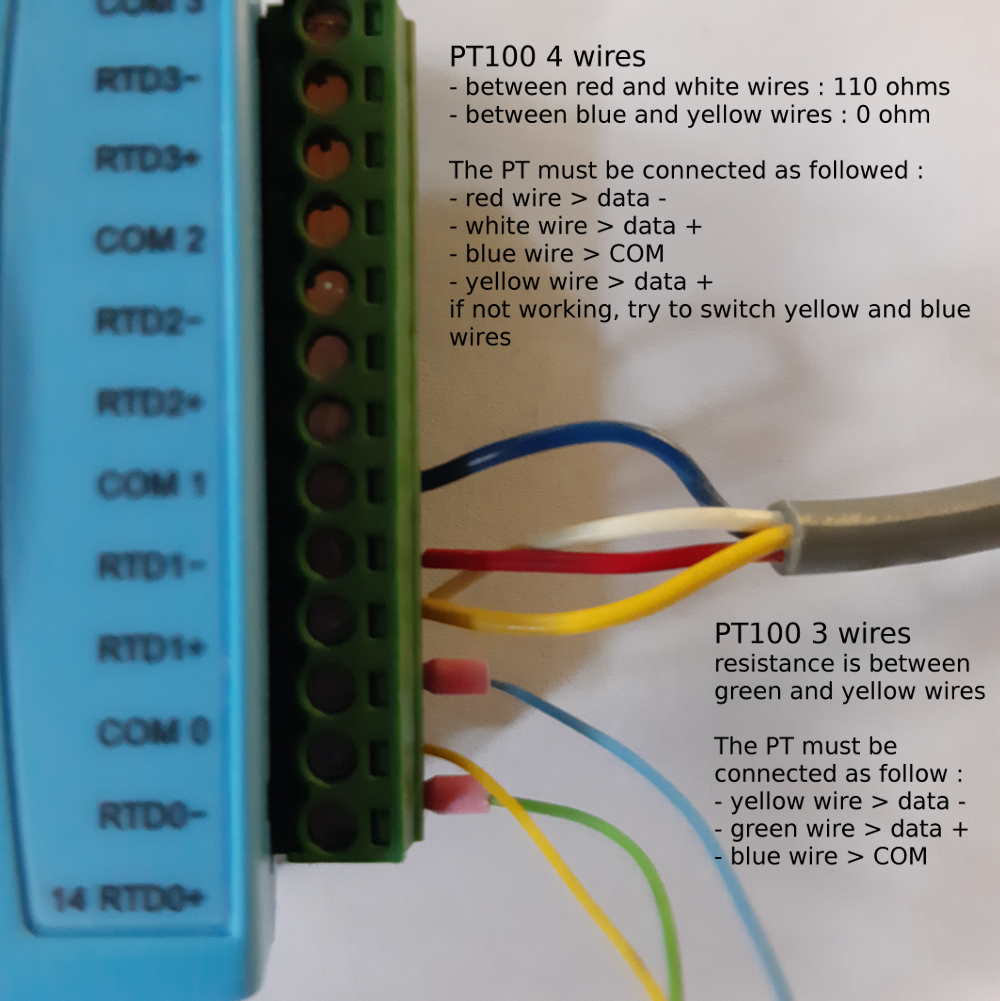 COM 3
RTD3-
RTD3+
COM 2
RTD2-
RTD2+
COM 1
RTD1-
RTD1+
COM 0
RTD0-
14 RTD0+
PT100 4 wires
- between red and white wires : 110 ohms
- between blue and yellow wires : 0 ohm
The PT must be connected as followed :
- red wire > data -
- white wire > data +
- blue wire > COM
- yellow wire > data +
if not working, try to switch yellow and blue
wires
PT100 3 wires
resistance is between
green and yellow wires
The PT must be
connected as follow :
- yellow wire > data -
- green wire > data +
- blue wire > COM